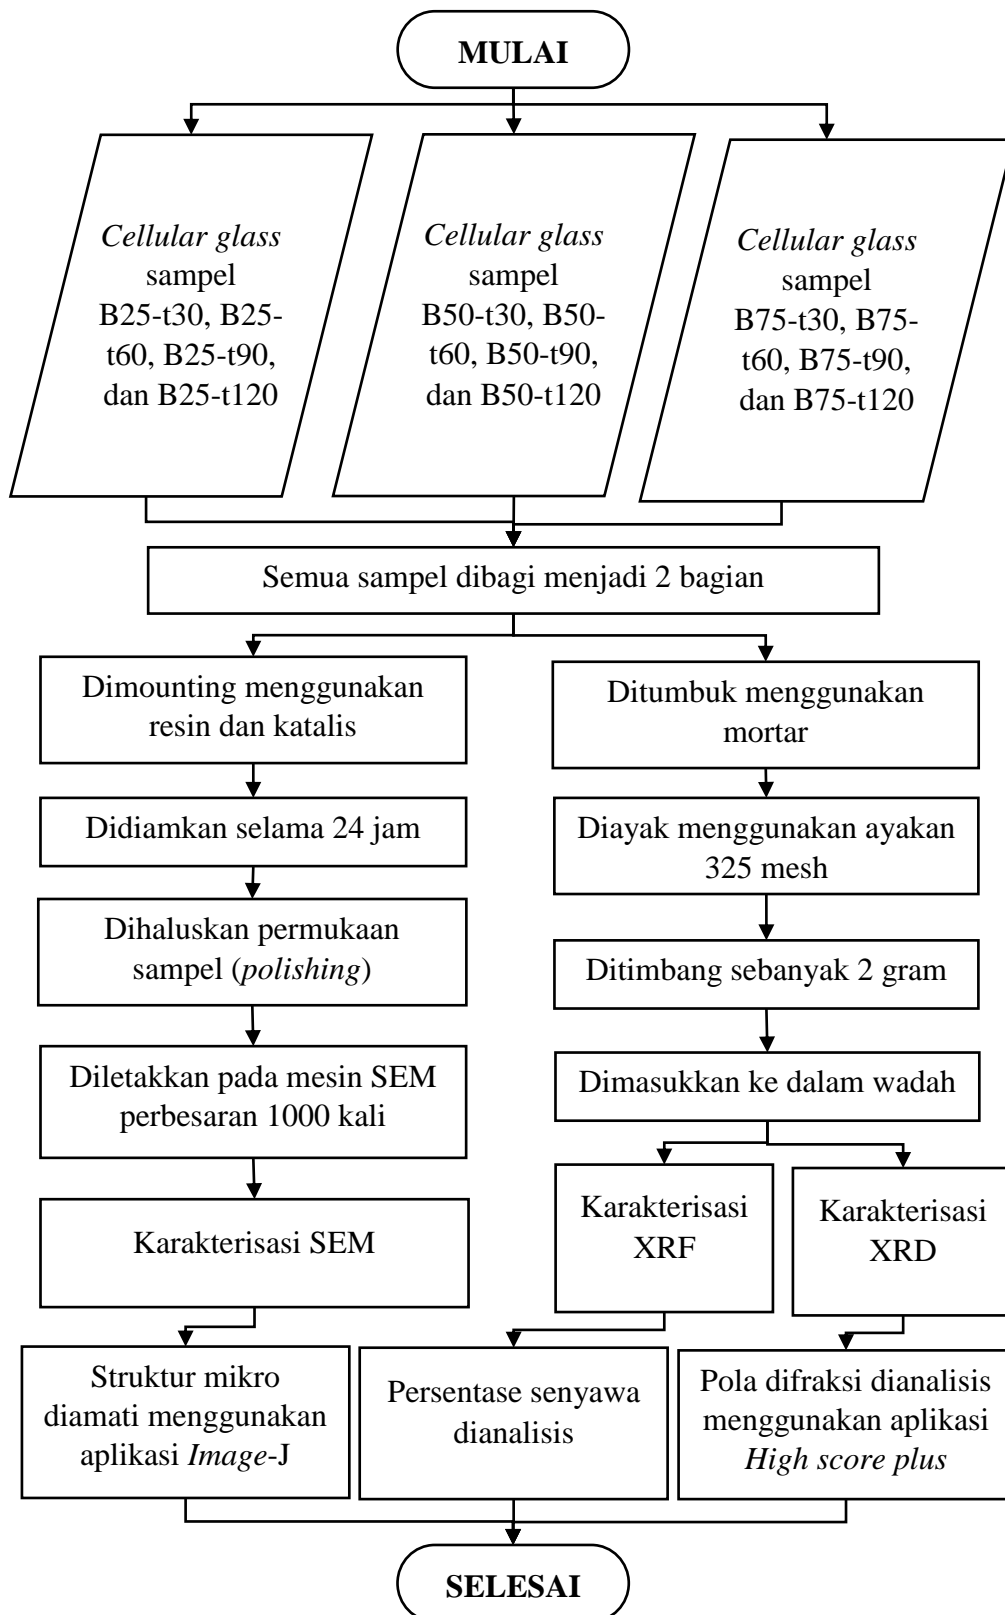 MULAI
Cellular glass
sampel
B25-t30, B25-
t60, B25-t90,
dan B25-t120
Cellular glass
sampel
B50-t30, B50-
t60, B50-t90,
dan B50-t120
Cellular glass
sampel
B75-t30, B75-
t60, B75-t90,
dan B75-t120
Semua sampel dibagi menjadi 2 bagian
Dimounting menggunakan
resin dan katalis
Didiamkan selama 24 jam
Dihaluskan permukaan
sampel (polishing)
Diletakkan pada mesin SEM
perbesaran 1000 kali
Karakterisasi SEM
Struktur mikro
diamati menggunakan
aplikasi Image-J
Ditumbuk menggunakan
mortar
Diayak menggunakan ayakan
325 mesh
Ditimbang sebanyak 2 gram
Dimasukkan ke dalam wadah
Karakterisasi
XRF
Persentase senyawa
dianalisis
Karakterisasi
XRD
Pola difraksi dianalisis
menggunakan aplikasi
High score plus
SELESAI